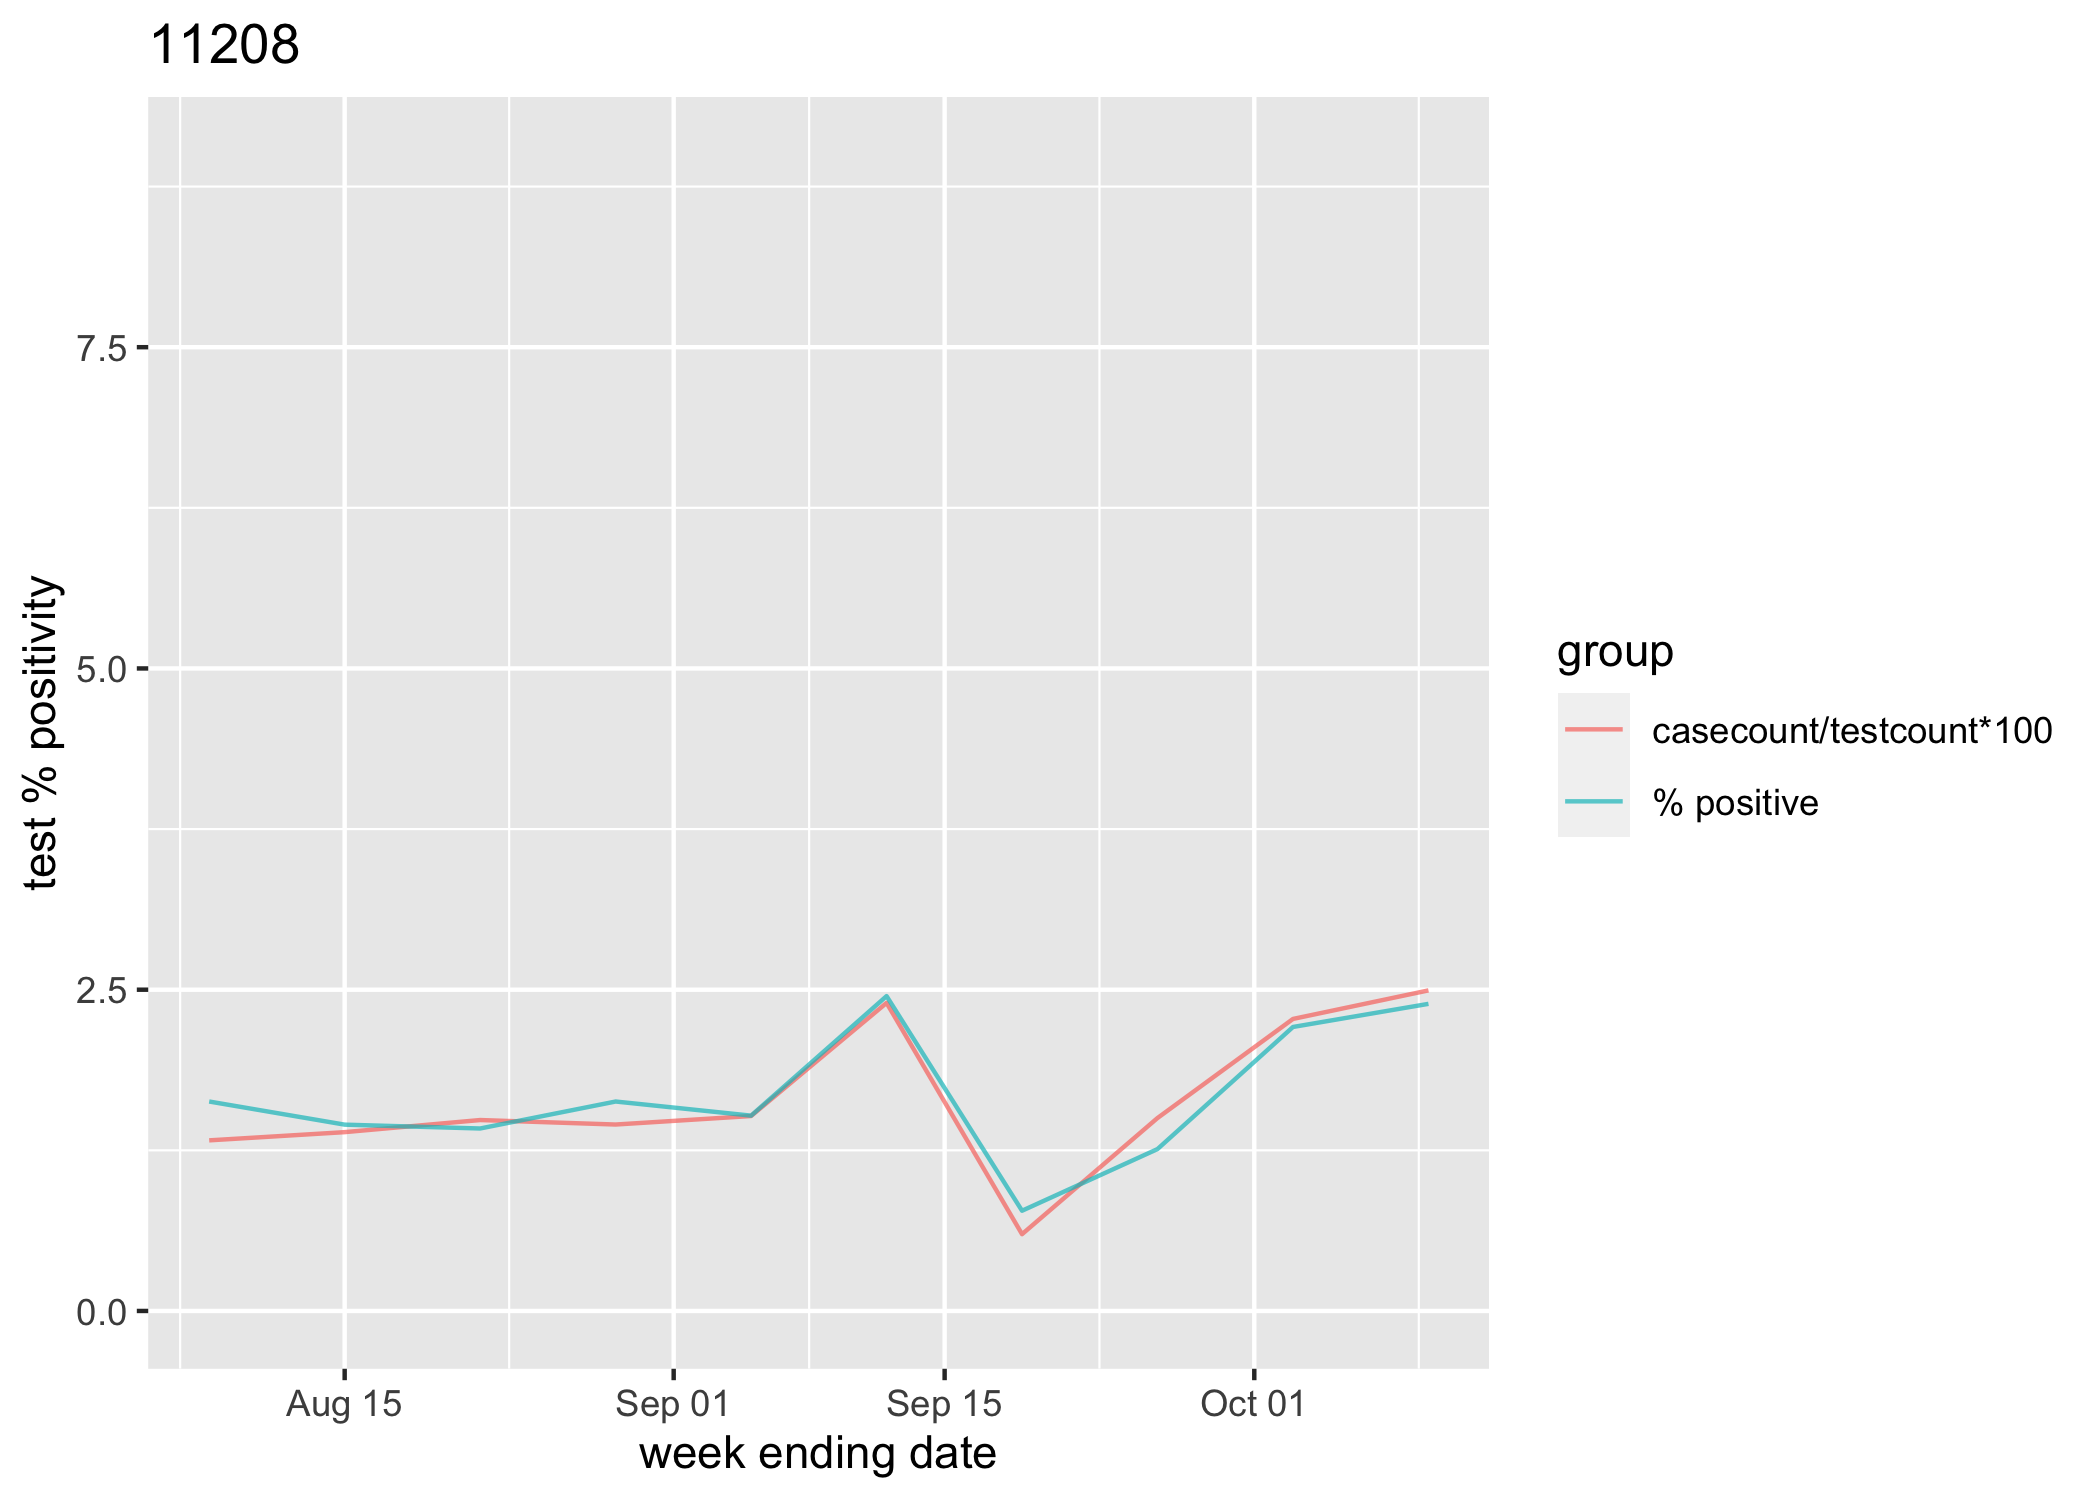 11208
7.5
5.0
2.5
0.0
test % positivity
Aug 15
Sep 01
Sep 15
Oct 01
week ending date
group
casecount/testcount*100
% positive